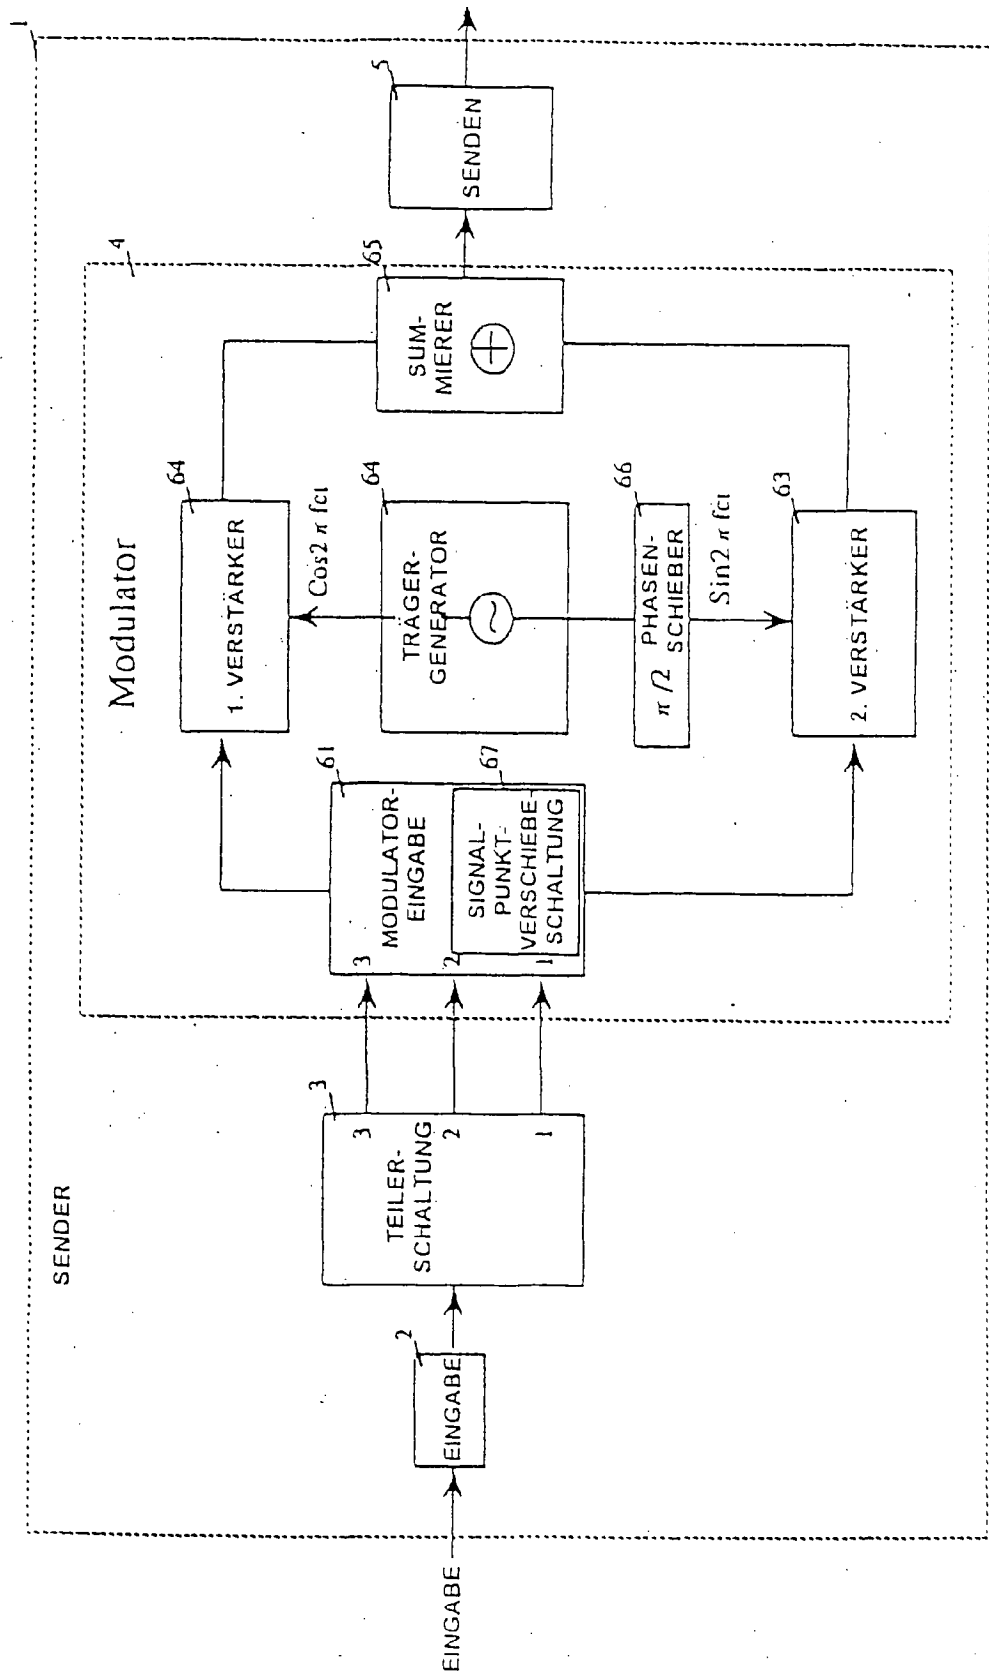 1
SENDER
EINGABE
2
EINGABE
3
TEILER-
SCHALTUNG
3
2
1
4
Modulator
61
MODULATOR-
EINGABE
3
2
1
67
SIGNAL-
PUNKT-
VERSCHIEBE-
SCHALTUNG
64
1. VERSTÄRKER
Cos2 π fct
64
TRÄGER-
GENERATOR
~
66
π /2 PHASEN-
SCHIEBER
Sin2 π fct
63
2. VERSTÄRKER
65
SUM-
MIERER
+
5
SENDEN